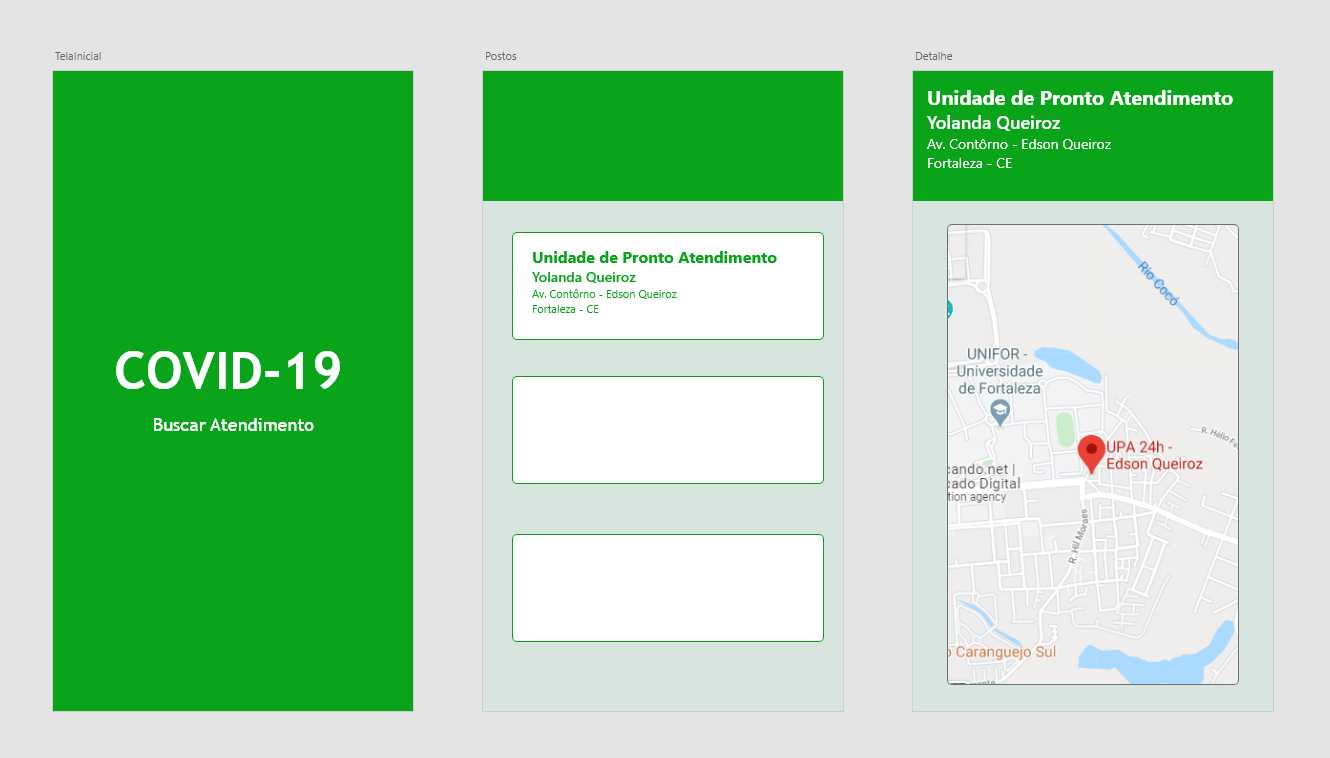 TelaInicial
COVID-19
Buscar Atendimento
Postos
Unidade de Pronto Atendimento
Yolanda Queiroz
Av. Contôrno - Edson Queiroz
Fortaleza - CE
Detalhe
Unidade de Pronto Atendimento
Yolanda Queiroz
Av. Contôrno - Edson Queiroz
Fortaleza - CE
Rio Cocó
UNIFOR -
Universidade
de Fortaleza
R. Hélio
UPA 24h -
Edson Queiroz
cando.net |
cado Digital
tion agency
R. Hil Moraes
o Caranguejo Sul